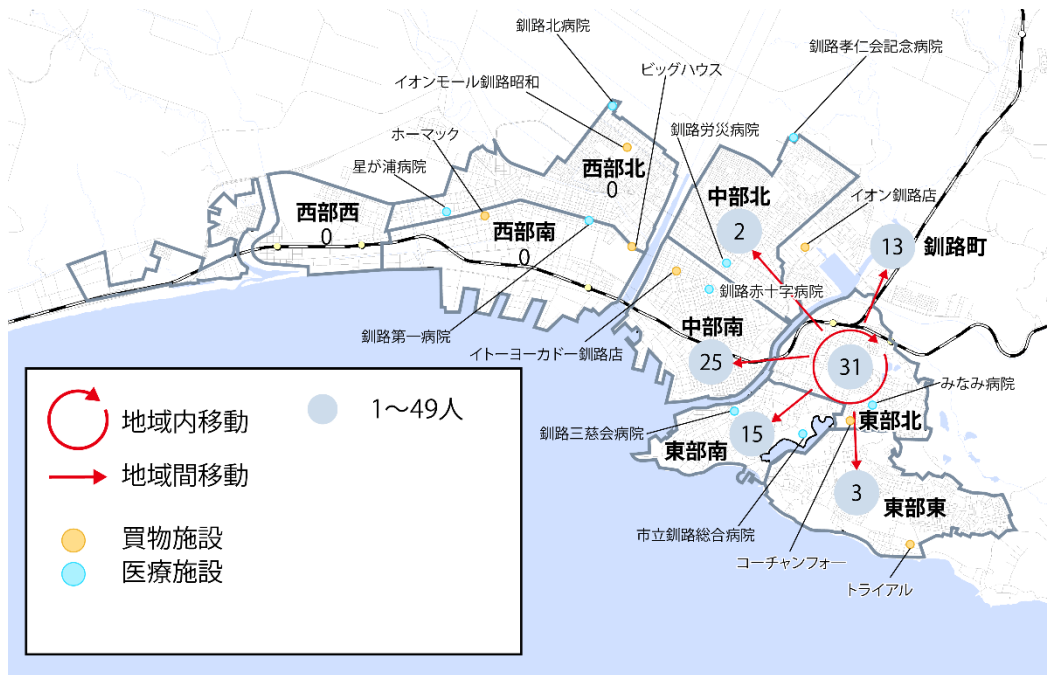 釧路北病院
釧路孝仁会記念病院
イオンモール釧路昭和
ビッグハウス
ホーマック
釧路労災病院
星が浦病院
西部北
0
中部北
2
イオン釧路店
西部西
0
西部南
0
13
釧路町
釧路赤十字病院
釧路第一病院
イトーヨーカドー釧路店
中部南
25
31
みなみ病院
東部北
釧路三慈会病院
15
東部南
3
東部東
市立釧路総合病院
コーチャンフォー
トライアル
地域内移動
1～49人
地域間移動
買物施設
医療施設